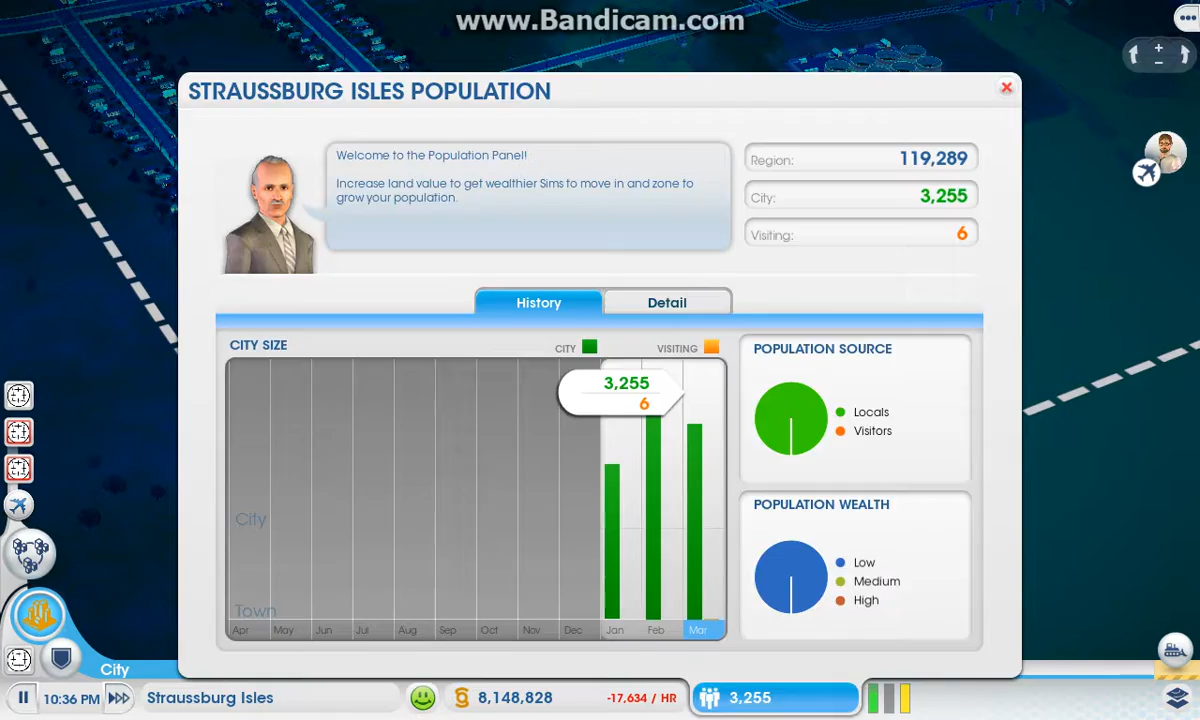 www.Bandicam.com
STRAUSSBURG ISLES POPULATION
Welcome to the Population Panel!
Increase land value to get wealthier Sims to move in and zone to
grow your population.
Region: 119,289
City: 3,255
Visiting: 6
History
Detail
CITY SIZE
CITY
VISITING
3,255
6
City
Town
Apr May Jun Jul Aug Sep Oct Nov Dec Jan Feb Mar
POPULATION SOURCE
Locals
Visitors
POPULATION WEALTH
Low
Medium
High
City
10:36 PM
Straussburg Isles
8,148,828
-17,634 / HR
3,255